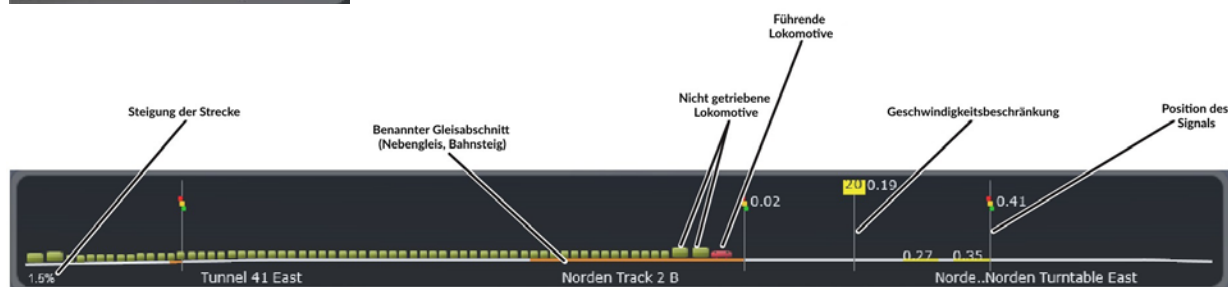 Führende
Lokomotive
Steigung der Strecke
Nicht getriebene
Lokomotive
Geschwindigkeitsbeschränkung
Position des
Signals
Benannter Gleisabschnitt
(Nebengleis, Bahnsteig)
20 0.19
0.02
0.41
0.27 0.35
1.5%
Tunnel 41 East
Norden Track 2 B
Norde..Norden Turntable East